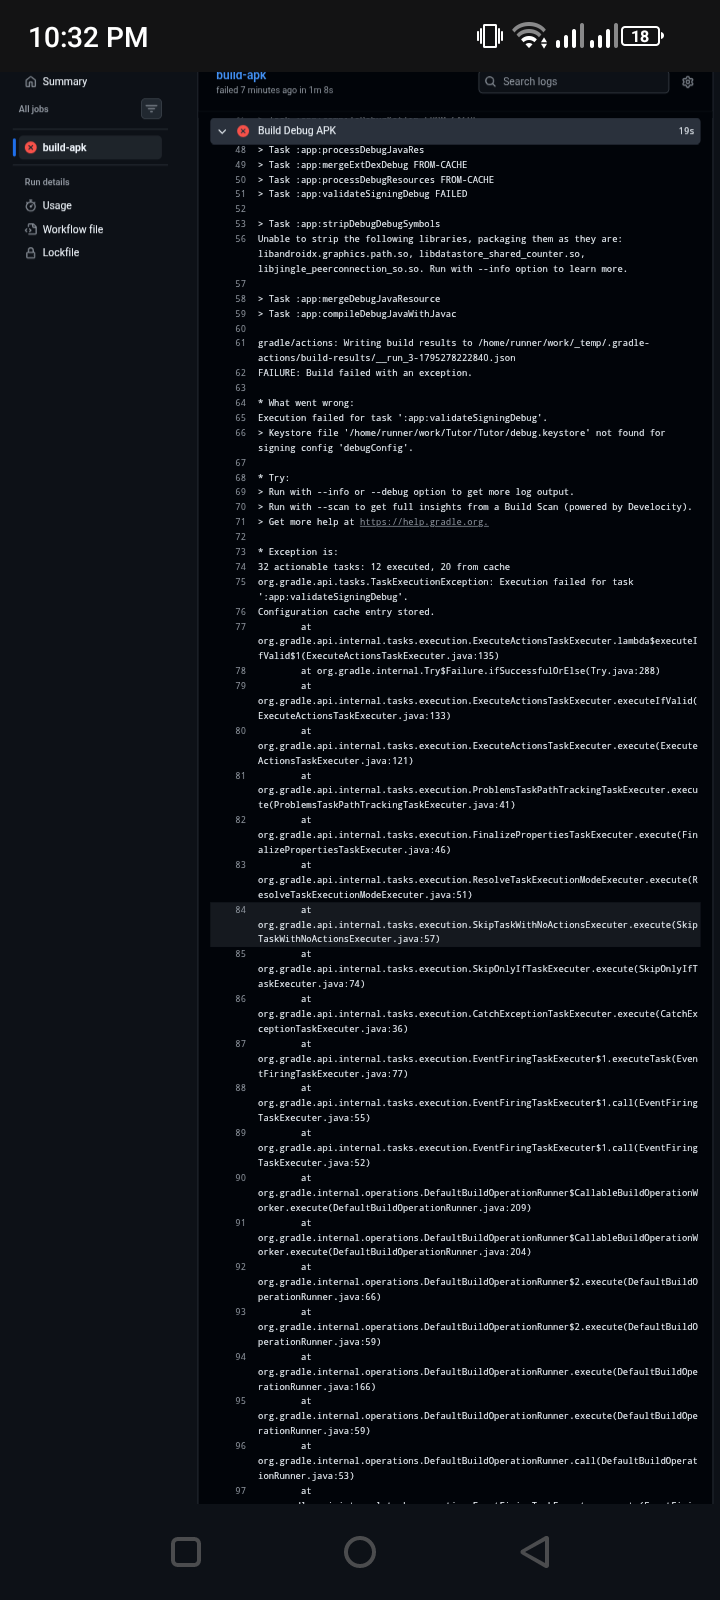 10:32 PM
18
Summary
All jobs
build-apk
Run details
Usage
Workflow file
Lockfile
build-apk
failed 7 minutes ago in 1m 8s
Search logs
Build Debug APK 19s
48 > Task :app:processDebugJavaRes
49 > Task :app:mergeExtDexDebug FROM-CACHE
50 > Task :app:processDebugResources FROM-CACHE
51 > Task :app:validateSigningDebug FAILED
52
53 > Task :app:stripDebugDebugSymbols
56 Unable to strip the following libraries, packaging them as they are:
libandroidx.graphics.path.so, libdatastore_shared_counter.so,
libjingle_peerconnection_so.so. Run with --info option to learn more.
57
58 > Task :app:mergeDebugJavaResource
59 > Task :app:compileDebugJavaWithJavac
60
61 gradle/actions: Writing build results to /home/runner/work/_temp/.gradle-
actions/build-results/__run_3-1795278222840.json
62 FAILURE: Build failed with an exception.
63
64 * What went wrong:
65 Execution failed for task ':app:validateSigningDebug'.
66 > Keystore file '/home/runner/work/Tutor/Tutor/debug.keystore' not found for
signing config 'debugConfig'.
67
68 * Try:
69 > Run with --info or --debug option to get more log output.
70 > Run with --scan to get full insights from a Build Scan (powered by Develocity).
71 > Get more help at https://help.gradle.org.
72
73 * Exception is:
74 32 actionable tasks: 12 executed, 20 from cache
75 org.gradle.api.tasks.TaskExecutionException: Execution failed for task
':app:validateSigningDebug'.
76 Configuration cache entry stored.
77 at
org.gradle.api.internal.tasks.execution.ExecuteActionsTaskExecuter.lambda$executeI
fValid$1(ExecuteActionsTaskExecuter.java:135)
78 at org.gradle.internal.Try$Failure.ifSuccessfulOrElse(Try.java:288)
79 at
org.gradle.api.internal.tasks.execution.ExecuteActionsTaskExecuter.executeIfValid(
ExecuteActionsTaskExecuter.java:133)
80 at
org.gradle.api.internal.tasks.execution.ExecuteActionsTaskExecuter.execute(Execute
ActionsTaskExecuter.java:121)
81 at
org.gradle.api.internal.tasks.execution.ProblemsTaskPathTrackingTaskExecuter.execu
te(ProblemsTaskPathTrackingTaskExecuter.java:41)
82 at
org.gradle.api.internal.tasks.execution.FinalizePropertiesTaskExecuter.execute(Fin
alizePropertiesTaskExecuter.java:46)
83 at
org.gradle.api.internal.tasks.execution.ResolveTaskExecutionModeExecuter.execute(R
esolveTaskExecutionModeExecuter.java:51)
84 at
org.gradle.api.internal.tasks.execution.SkipTaskWithNoActionsExecuter.execute(Skip
TaskWithNoActionsExecuter.java:57)
85 at
org.gradle.api.internal.tasks.execution.SkipOnlyIfTaskExecuter.execute(SkipOnlyIfT
askExecuter.java:74)
86 at
org.gradle.api.internal.tasks.execution.CatchExceptionTaskExecuter.execute(CatchEx
ceptionTaskExecuter.java:36)
87 at
org.gradle.api.internal.tasks.execution.EventFiringTaskExecuter$1.executeTask(Even
tFiringTaskExecuter.java:77)
88 at
org.gradle.api.internal.tasks.execution.EventFiringTaskExecuter$1.call(EventFiring
TaskExecuter.java:55)
89 at
org.gradle.api.internal.tasks.execution.EventFiringTaskExecuter$1.call(EventFiring
TaskExecuter.java:52)
90 at
org.gradle.internal.operations.DefaultBuildOperationRunner$CallableBuildOperationW
orker.execute(DefaultBuildOperationRunner.java:209)
91 at
org.gradle.internal.operations.DefaultBuildOperationRunner$CallableBuildOperationW
orker.execute(DefaultBuildOperationRunner.java:204)
92 at
org.gradle.internal.operations.DefaultBuildOperationRunner$2.execute(DefaultBuildO
perationRunner.java:66)
93 at
org.gradle.internal.operations.DefaultBuildOperationRunner$2.execute(DefaultBuildO
perationRunner.java:59)
94 at
org.gradle.internal.operations.DefaultBuildOperationRunner.execute(DefaultBuildOpe
rationRunner.java:166)
95 at
org.gradle.internal.operations.DefaultBuildOperationRunner.execute(DefaultBuildOpe
rationRunner.java:59)
96 at
org.gradle.internal.operations.DefaultBuildOperationRunner.call(DefaultBuildOperat
ionRunner.java:53)
97 at